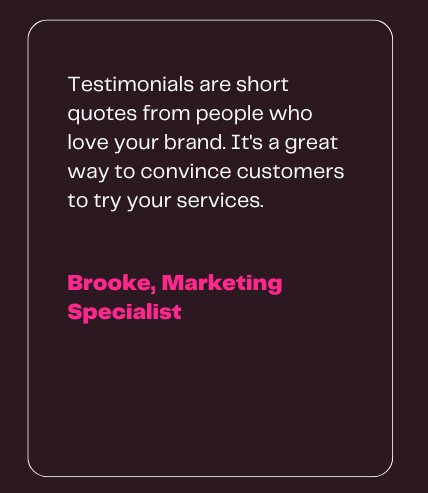 Testimonials are short
quotes from people who
love your brand. It's a great
way to convince customers
to try your services.
Brooke, Marketing
Specialist